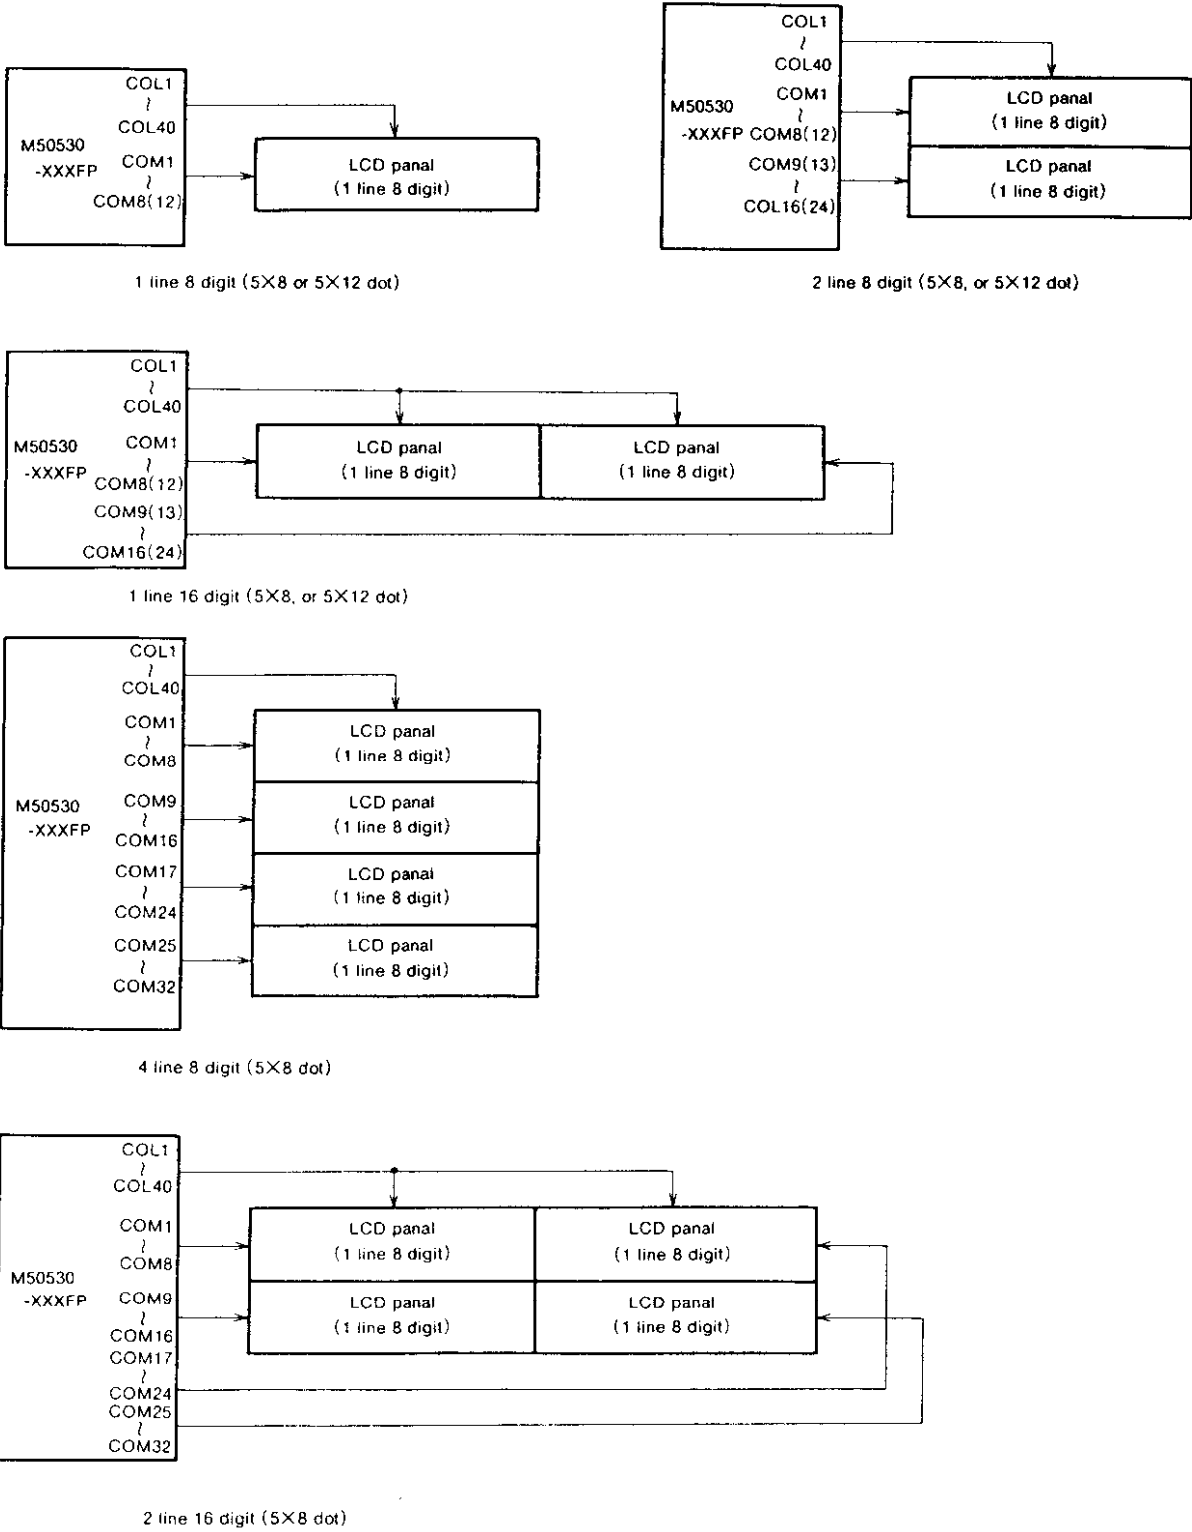 COL1
~
COL40
M50530
-XXXFP
COM1
~
COM8(12)
LCD panal
(1 line 8 digit)
1 line 8 digit (5×8 or 5×12 dot)
COL1
~
COL40
M50530
-XXXFP
COM1
~
COM8(12)
COM9(13)
~
COL16(24)
LCD panal
(1 line 8 digit)
LCD panal
(1 line 8 digit)
2 line 8 digit (5×8, or 5×12 dot)
COL1
~
COL40
M50530
-XXXFP
COM1
~
COM8(12)
COM9(13)
~
COM16(24)
LCD panal
(1 line 8 digit)
LCD panal
(1 line 8 digit)
1 line 16 digit (5×8, or 5×12 dot)
COL1
~
COL40
COM1
~
COM8
M50530
-XXXFP
COM9
~
COM16
COM17
~
COM24
COM25
~
COM32
LCD panal
(1 line 8 digit)
LCD panal
(1 line 8 digit)
LCD panal
(1 line 8 digit)
LCD panal
(1 line 8 digit)
4 line 8 digit (5×8 dot)
COL1
~
COL40
COM1
~
COM8
M50530
-XXXFP
COM9
~
COM16
COM17
~
COM24
COM25
~
COM32
LCD panal
(1 line 8 digit)
LCD panal
(1 line 8 digit)
LCD panal
(1 line 8 digit)
LCD panal
(1 line 8 digit)
2 line 16 digit (5×8 dot)